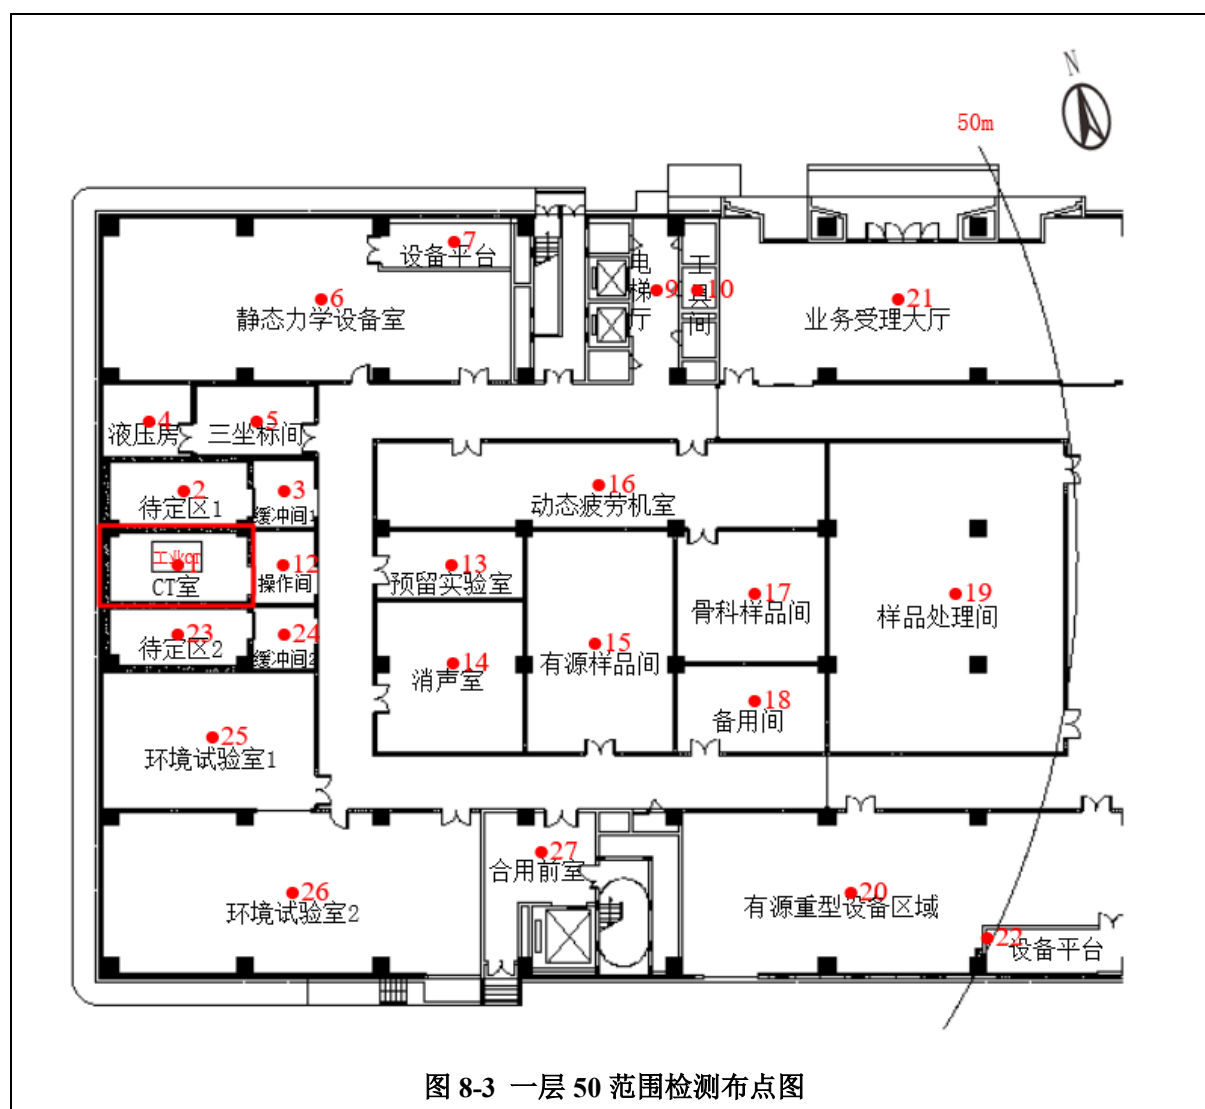 N
50m
7
设备平台
6
静态力学设备室
电梯厅
9
工具间
10
21
业务受理大厅
4
液压房
5
三坐标间
2
待定区1
3
缓冲间1
16
动态疲劳机室
工业CT
1
CT室
12
操作间
13
预留实验室
17
骨科样品间
19
样品处理间
23
待定区2
24
缓冲间2
14
消声室
15
有源样品间
18
备用间
25
环境试验室1
27
合用前室
26
环境试验室2
20
有源重型设备区域
22
设备平台
图 8-3 一层 50 范围检测布点图